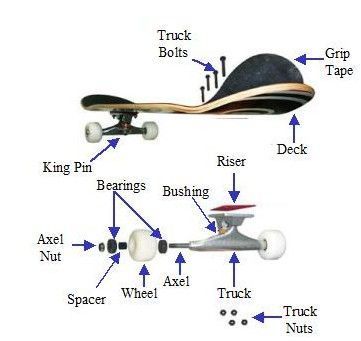 Truck
Bolts
Grip
Tape
Deck
King Pin
Riser
Bearings
Bushing
Axel
Nut
Spacer
Wheel
Axel
Truck
Truck
Nuts